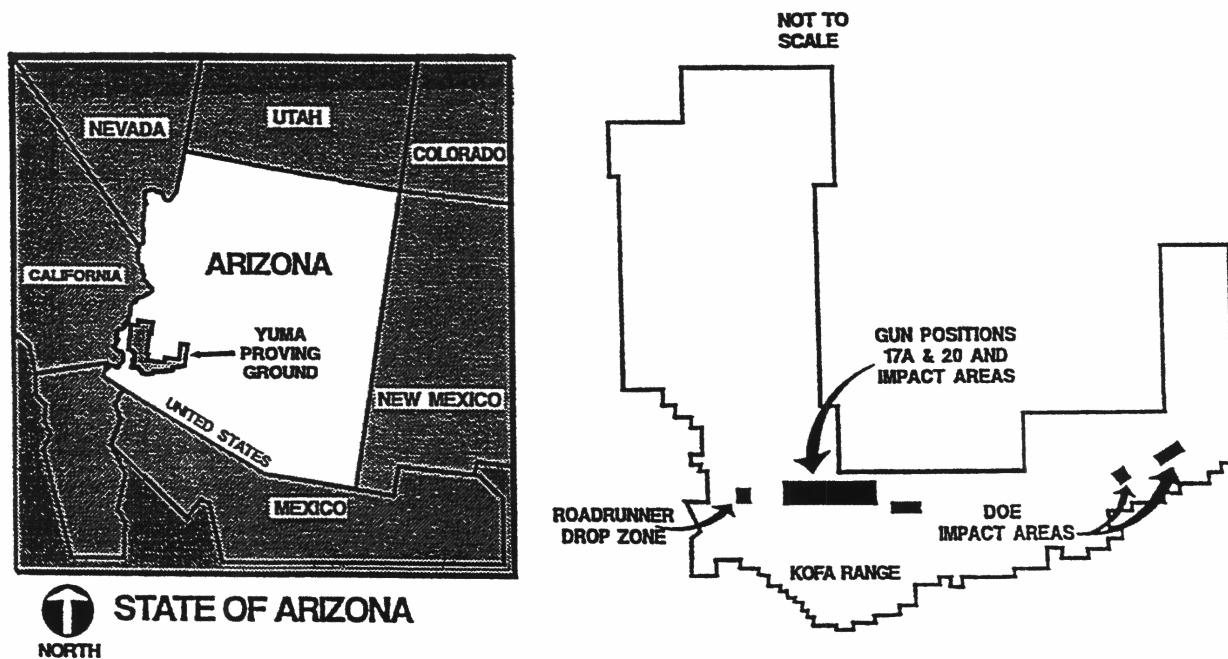 NOT TO
SCALE
NEVADA
UTAH
COLORADO
ARIZONA
CALIFORNIA
YUMA
PROVING
GROUND
NEW MEXICO
UNITED STATES
MEXICO
NORTH
STATE OF ARIZONA
GUN POSITIONS
17A & 20 AND
IMPACT AREAS
ROADRUNNER
DROP ZONE
DOE
IMPACT AREAS
KOFA RANGE